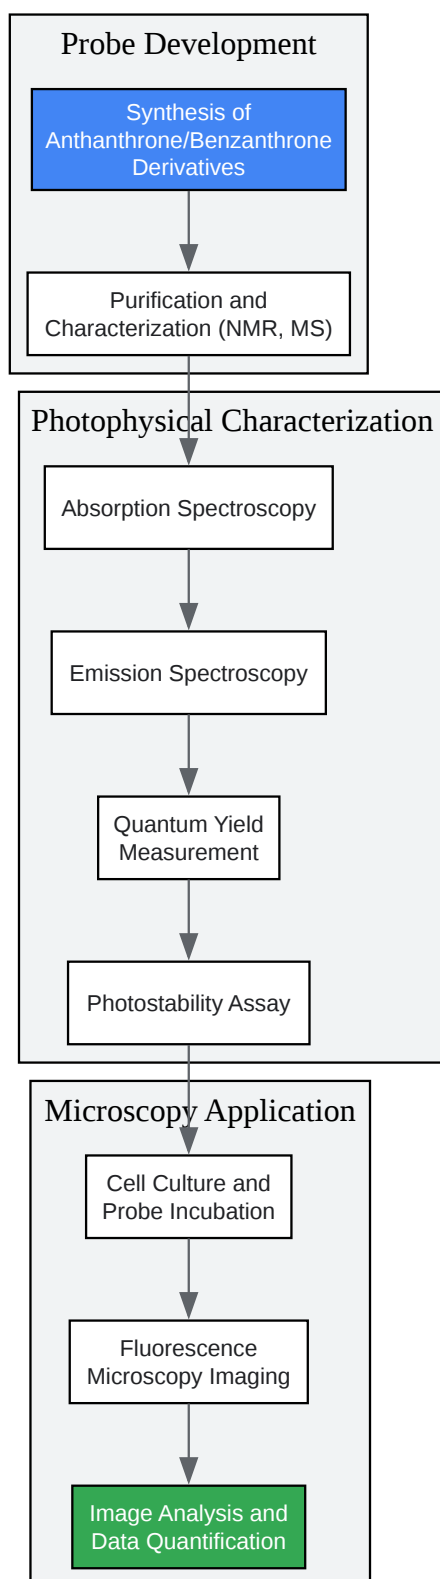 Probe Development
Synthesis of
Anthanthrone/Benzanthrone
Derivatives
Purification and
Characterization (NMR, MS)
Photophysical Characterization
Absorption Spectroscopy
Emission Spectroscopy
Quantum Yield
Measurement
Photostability Assay
Microscopy Application
Cell Culture and
Probe Incubation
Fluorescence
Microscopy Imaging
Image Analysis and
Data Quantification